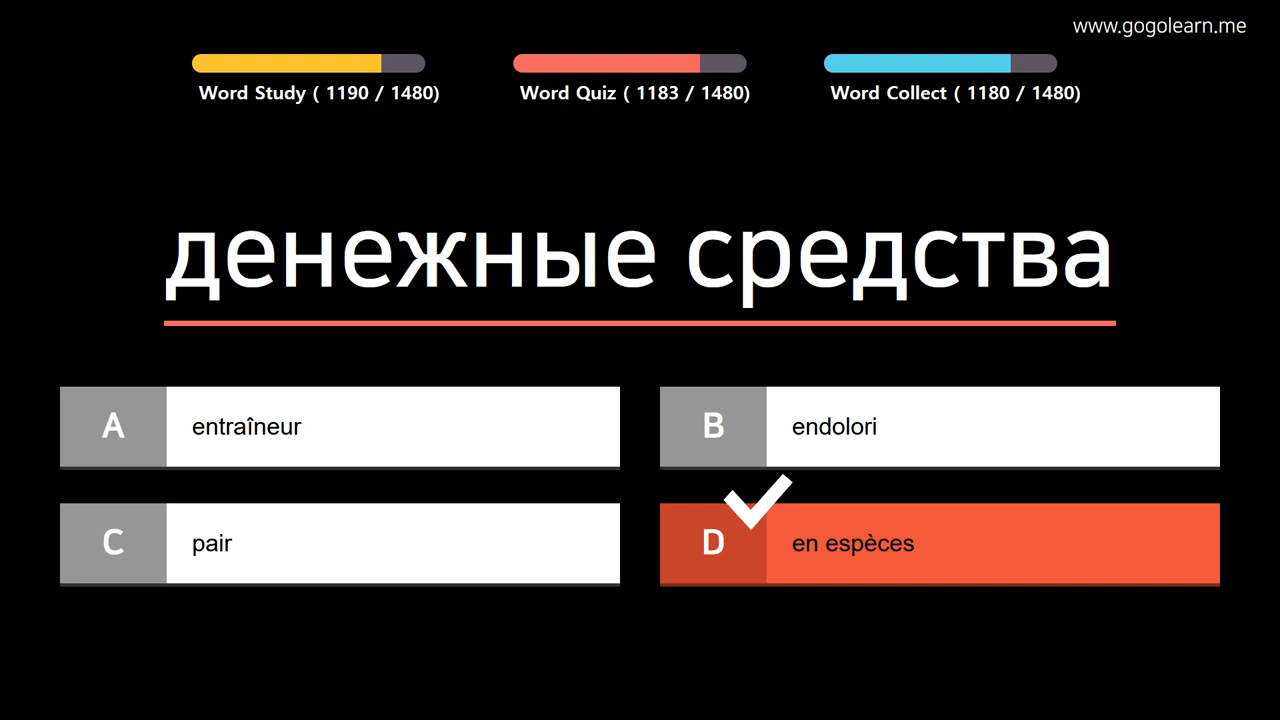 www.gogolearn.me
Word Study ( 1190 / 1480)
Word Quiz ( 1183 / 1480)
Word Collect ( 1180 / 1480)
денежные средства
A entraîneur
B endolori
C pair
D en espèces